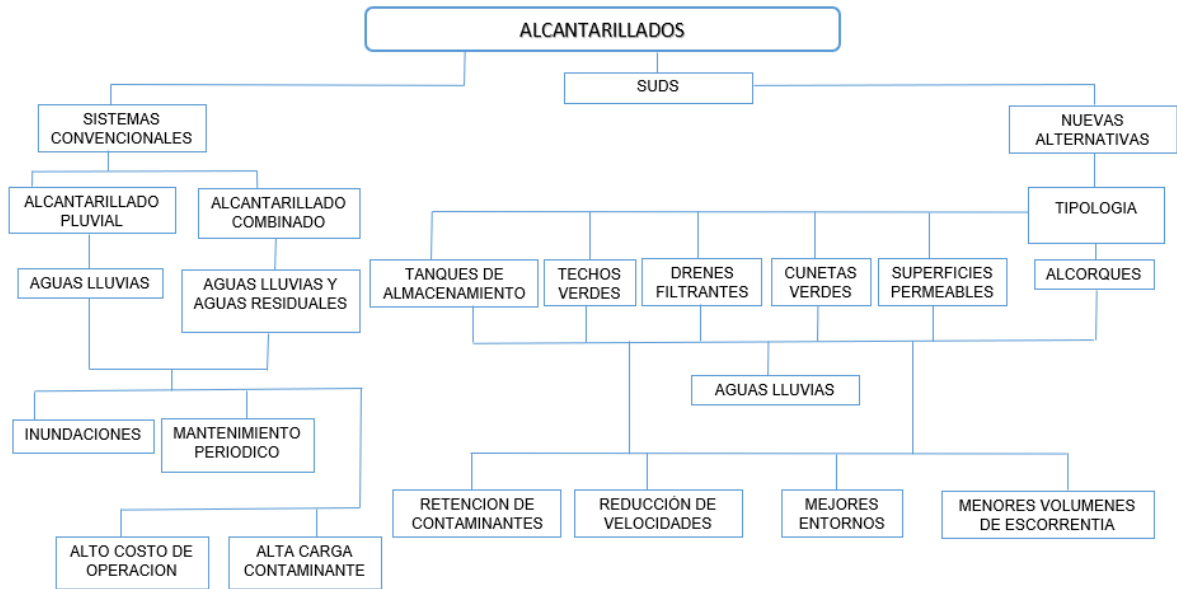 ALCANTARILLADOS
SUDS
SISTEMAS
CONVENCIONALES
NUEVAS
ALTERNATIVAS
ALCANTARILLADO
PLUVIAL
ALCANTARILLADO
COMBINADO
TIPOLOGIA
AGUAS LLUVIAS
AGUAS LLUVIAS Y
AGUAS RESIDUALES
TANQUES DE
ALMACENAMIENTO
TECHOS
VERDES
DRENES
FILTRANTES
CUNETAS
VERDES
SUPERFICIES
PERMEABLES
ALCORQUES
AGUAS LLUVIAS
INUNDACIONES
MANTENIMIENTO
PERIODICO
RETENCION DE
CONTAMINANTES
REDUCCIÓN DE
VELOCIDADES
MEJORES
ENTORNOS
MENORES VOLUMENES
DE ESCORRENTIA
ALTO COSTO DE
OPERACION
ALTA CARGA
CONTAMINANTE